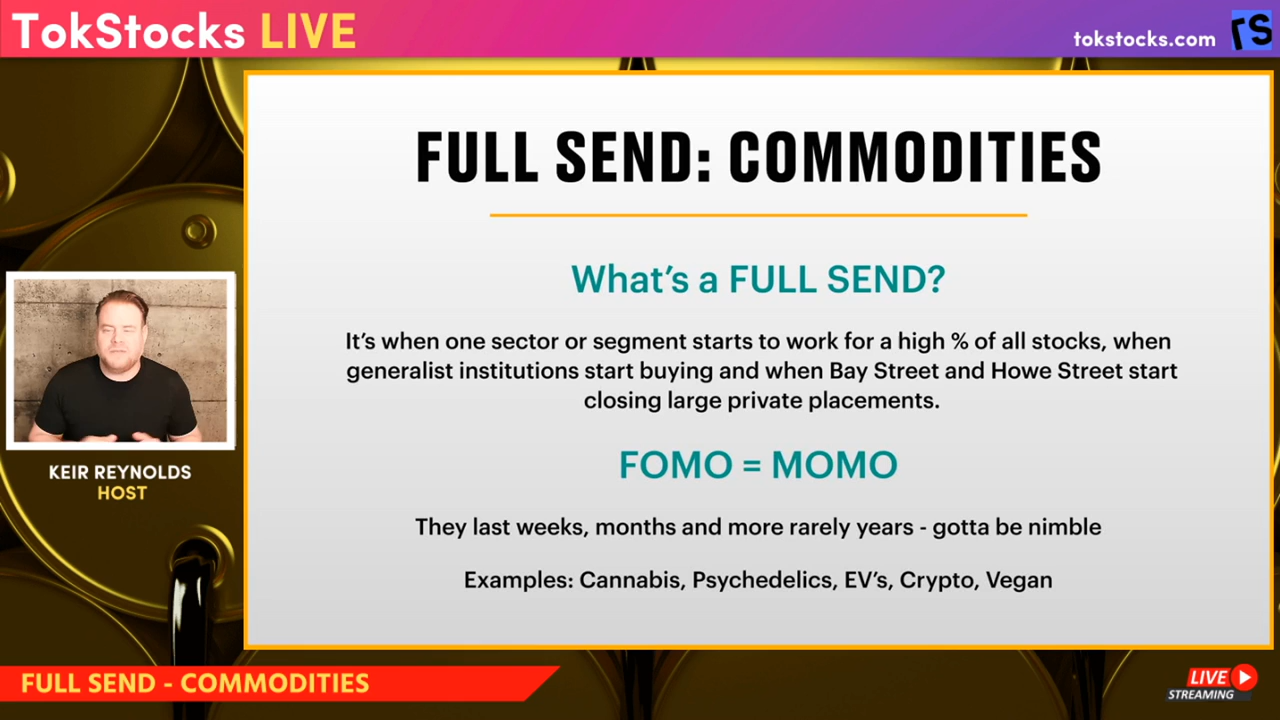 TokStocks LIVE
tokstocks.com
TS
FULL SEND: COMMODITIES
What's a FULL SEND?
It's when one sector or segment starts to work for a high % of all stocks, when
generalist institutions start buying and when Bay Street and Howe Street start
closing large private placements.
FOMO = MOMO
They last weeks, months and more rarely years - gotta be nimble
Examples: Cannabis, Psychedelics, EV's, Crypto, Vegan
KEIR REYNOLDS
HOST
FULL SEND - COMMODITIES
LIVE
STREAMING